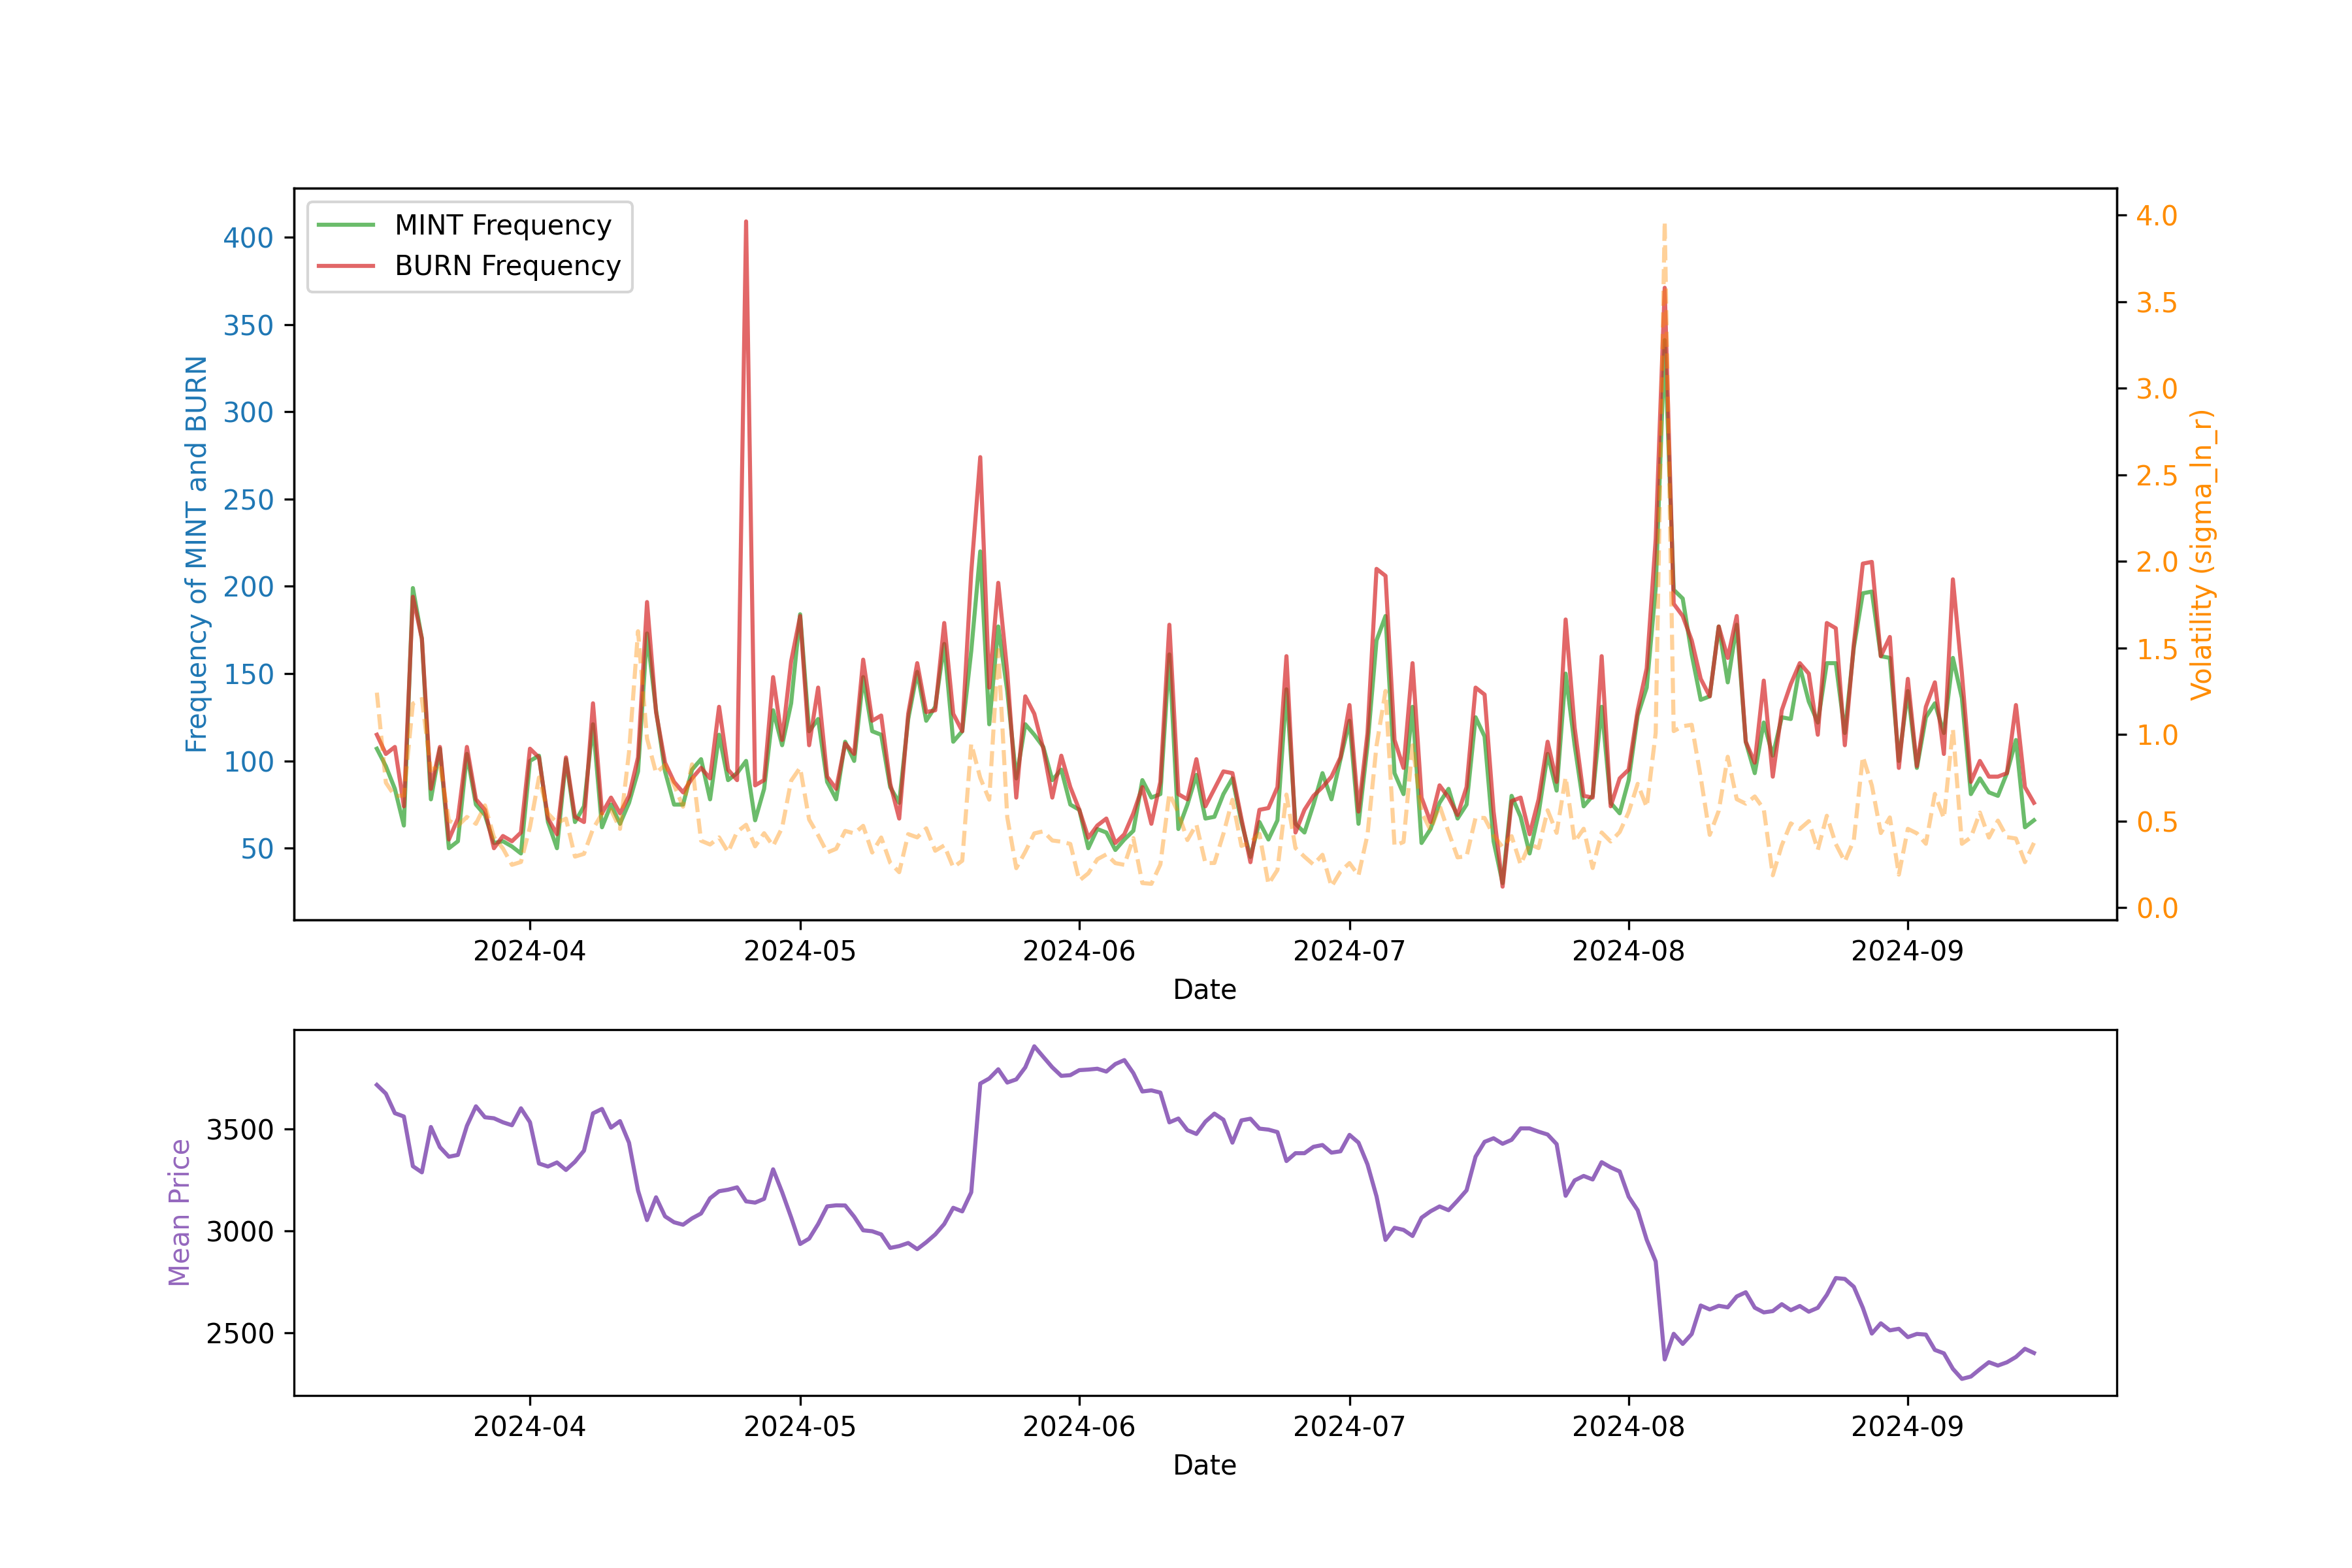 MINT Frequency
BURN Frequency
Frequency of MINT and BURN
400
350
300
250
200
150
100
50
Volatility (sigma_ln_r)
4.0
3.5
3.0
2.5
2.0
1.5
1.0
0.5
0.0
2024-04 2024-05 2024-06 2024-07 2024-08 2024-09
Date
Mean Price
3500
3000
2500
2024-04 2024-05 2024-06 2024-07 2024-08 2024-09
Date